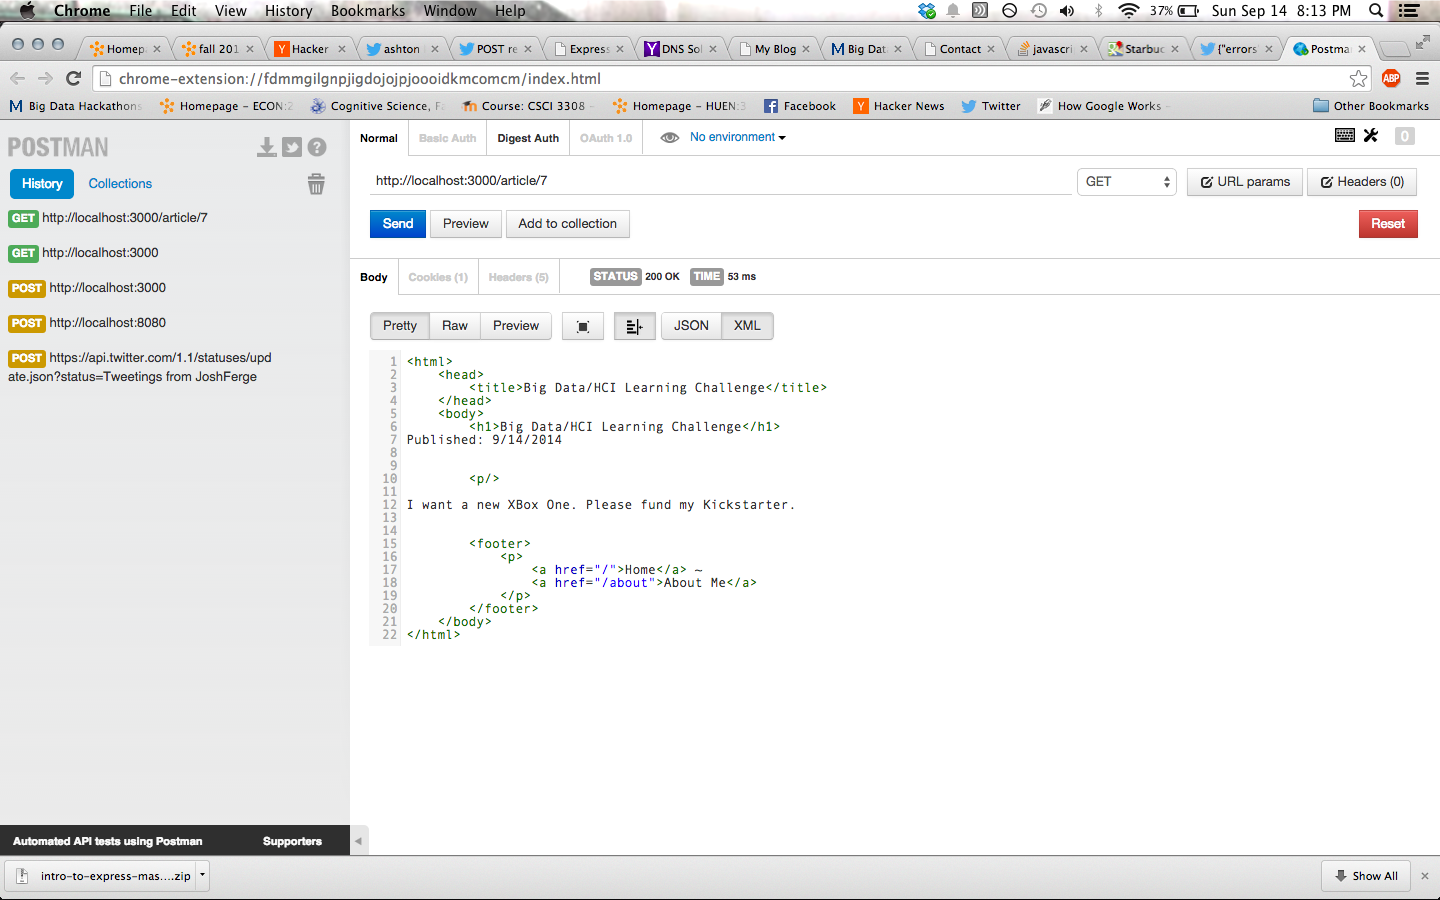 Chrome File Edit View History Bookmarks Window Help 37% Sun Sep 14 8:13 PM
Homep fall 201 Hacker ashton POST re Express DNS Sol My Blog Big Dat Contact javascri Starbuc {"errors Postma
chrome-extension://fdmmgilgnpjigdojojpjoooidkmcomcm/index.html ABP
Big Data Hackathons Homepage – ECON:2 Cognitive Science, Fa Course: CSCI 3308 – Homepage – HUEN:3 Facebook Hacker News Twitter How Google Works – Other Bookmarks
POSTMAN
History Collections
GET http://localhost:3000/article/7
GET http://localhost:3000
POST http://localhost:3000
POST http://localhost:8080
POST https://api.twitter.com/1.1/statuses/upd
ate.json?status=Tweetings from JoshFerge
Automated API tests using Postman Supporters
Normal Basic Auth Digest Auth OAuth 1.0 No environment 0
http://localhost:3000/article/7 GET URL params Headers (0)
Send Preview Add to collection Reset
Body Cookies (1) Headers (5) STATUS 200 OK TIME 53 ms
Pretty Raw Preview JSON XML
1 <html>
2 <head>
3 <title>Big Data/HCI Learning Challenge</title>
4 </head>
5 <body>
6 <h1>Big Data/HCI Learning Challenge</h1>
7 Published: 9/14/2014
8
9
10 <p/>
11
12 I want a new XBox One. Please fund my Kickstarter.
13
14
15 <footer>
16 <p>
17 <a href="/">Home</a> ~
18 <a href="/about">About Me</a>
19 </p>
20 </footer>
21 </body>
22 </html>
intro-to-express-mas....zip Show All